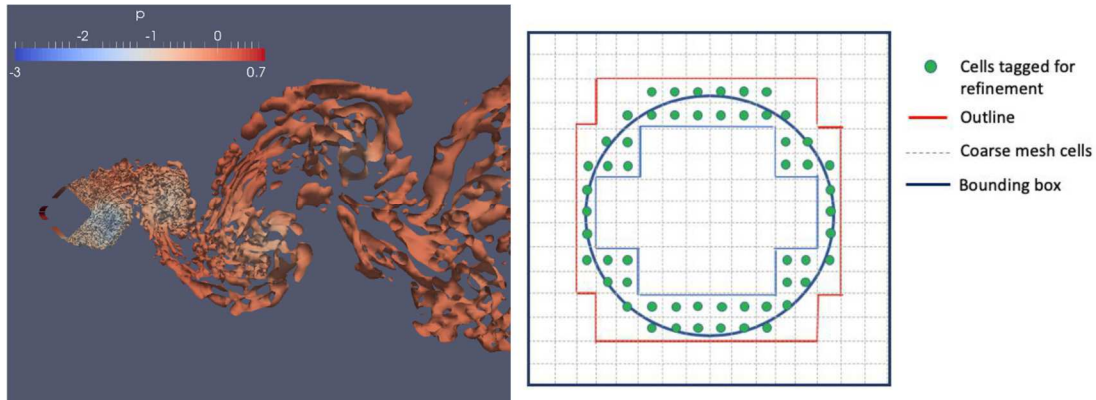 p
-2 -1 0
-3 0.7
Cells tagged for
refinement
Outline
Coarse mesh cells
Bounding box